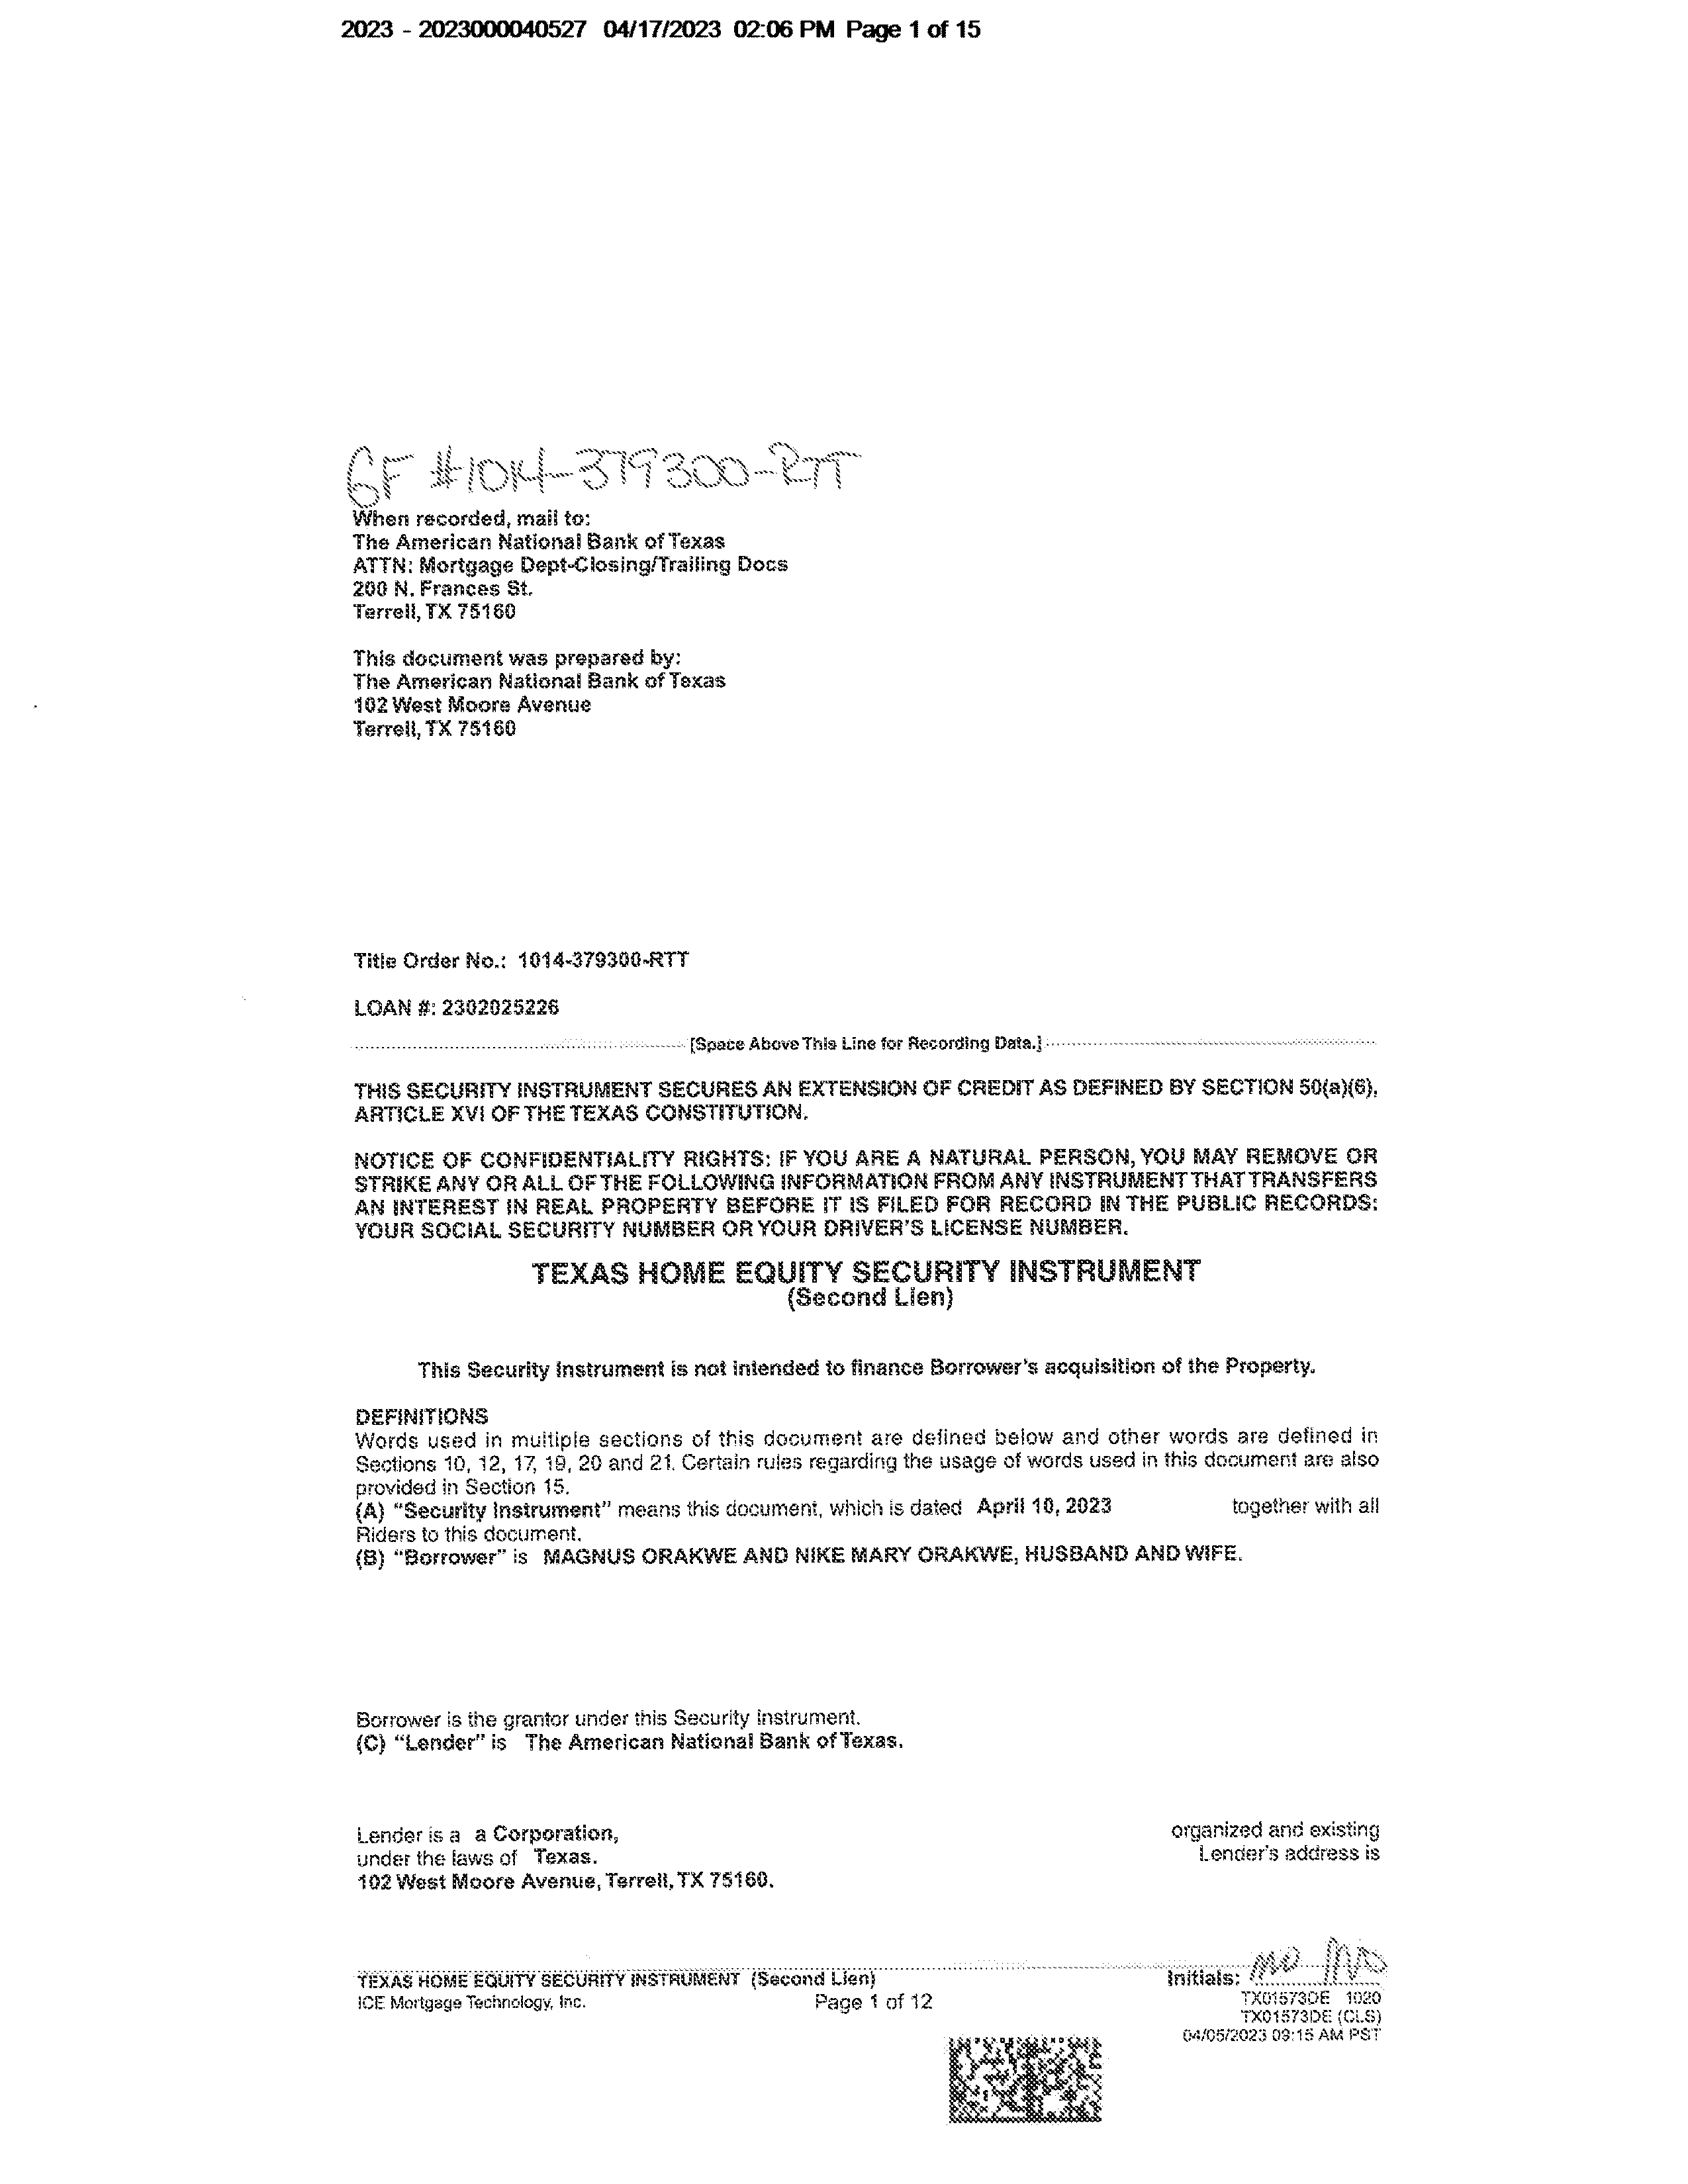 2023 - 2023000040527 04/17/2023 02:06 PM Page 1 of 15
GF #1014-379300-RTT
When recorded, mail to:
The American National Bank of Texas
ATTN: Mortgage Dept-Closing/Trailing Docs
200 N. Frances St.
Terrell, TX 75160
This document was prepared by:
The American National Bank of Texas
102 West Moore Avenue
Terrell, TX 75160
Title Order No.: 1014-379300-RTT
LOAN #: 2302025226
[Space Above This Line for Recording Data.]
THIS SECURITY INSTRUMENT SECURES AN EXTENSION OF CREDIT AS DEFINED BY SECTION 50(a)(6),
ARTICLE XVI OF THE TEXAS CONSTITUTION.
NOTICE OF CONFIDENTIALITY RIGHTS: IF YOU ARE A NATURAL PERSON, YOU MAY REMOVE OR
STRIKE ANY OR ALL OF THE FOLLOWING INFORMATION FROM ANY INSTRUMENT THAT TRANSFERS
AN INTEREST IN REAL PROPERTY BEFORE IT IS FILED FOR RECORD IN THE PUBLIC RECORDS:
YOUR SOCIAL SECURITY NUMBER OR YOUR DRIVER'S LICENSE NUMBER.
TEXAS HOME EQUITY SECURITY INSTRUMENT
(Second Lien)
This Security Instrument is not intended to finance Borrower's acquisition of the Property.
DEFINITIONS
Words used in multiple sections of this document are defined below and other words are defined in
Sections 10, 12, 17, 19, 20 and 21. Certain rules regarding the usage of words used in this document are also
provided in Section 15.
(A) "Security Instrument" means this document, which is dated April 10, 2023 together with all
Riders to this document.
(B) "Borrower" is MAGNUS ORAKWE AND NIKE MARY ORAKWE, HUSBAND AND WIFE.
Borrower is the grantor under this Security Instrument.
(C) "Lender" is The American National Bank of Texas.
Lender is a a Corporation, organized and existing
under the laws of Texas. Lender's address is
102 West Moore Avenue, Terrell, TX 75160.
TEXAS HOME EQUITY SECURITY INSTRUMENT (Second Lien) Initials: MO NMO
ICE Mortgage Technology, Inc. Page 1 of 12 TX01573DE 1020
TX01573DE (CLS)
04/05/2023 09:15 AM PST